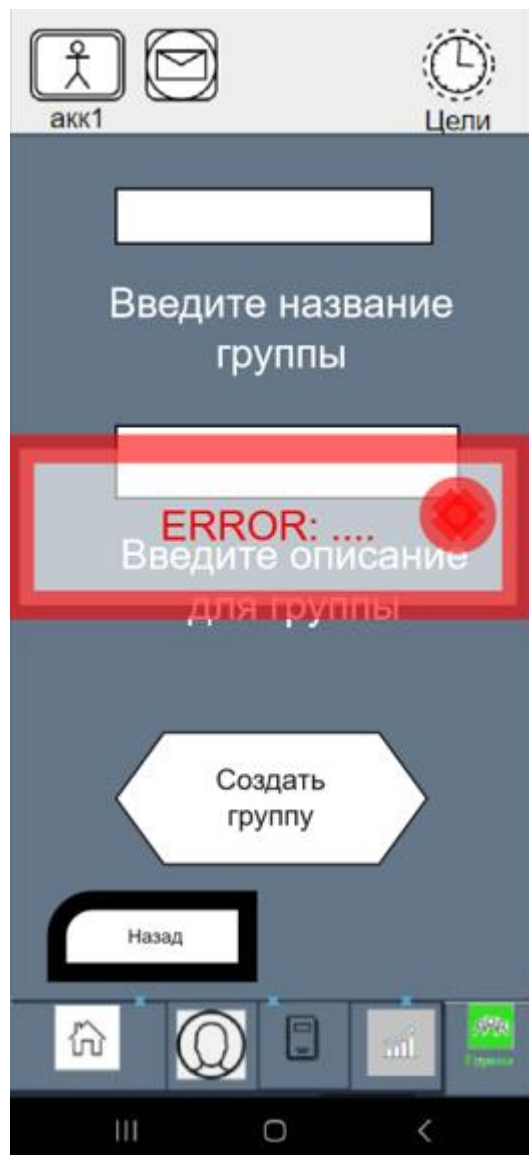 акк1
Цели
Введите название
группы
ERROR: ....
Введите описание
для группы
Создать
группу
Назад